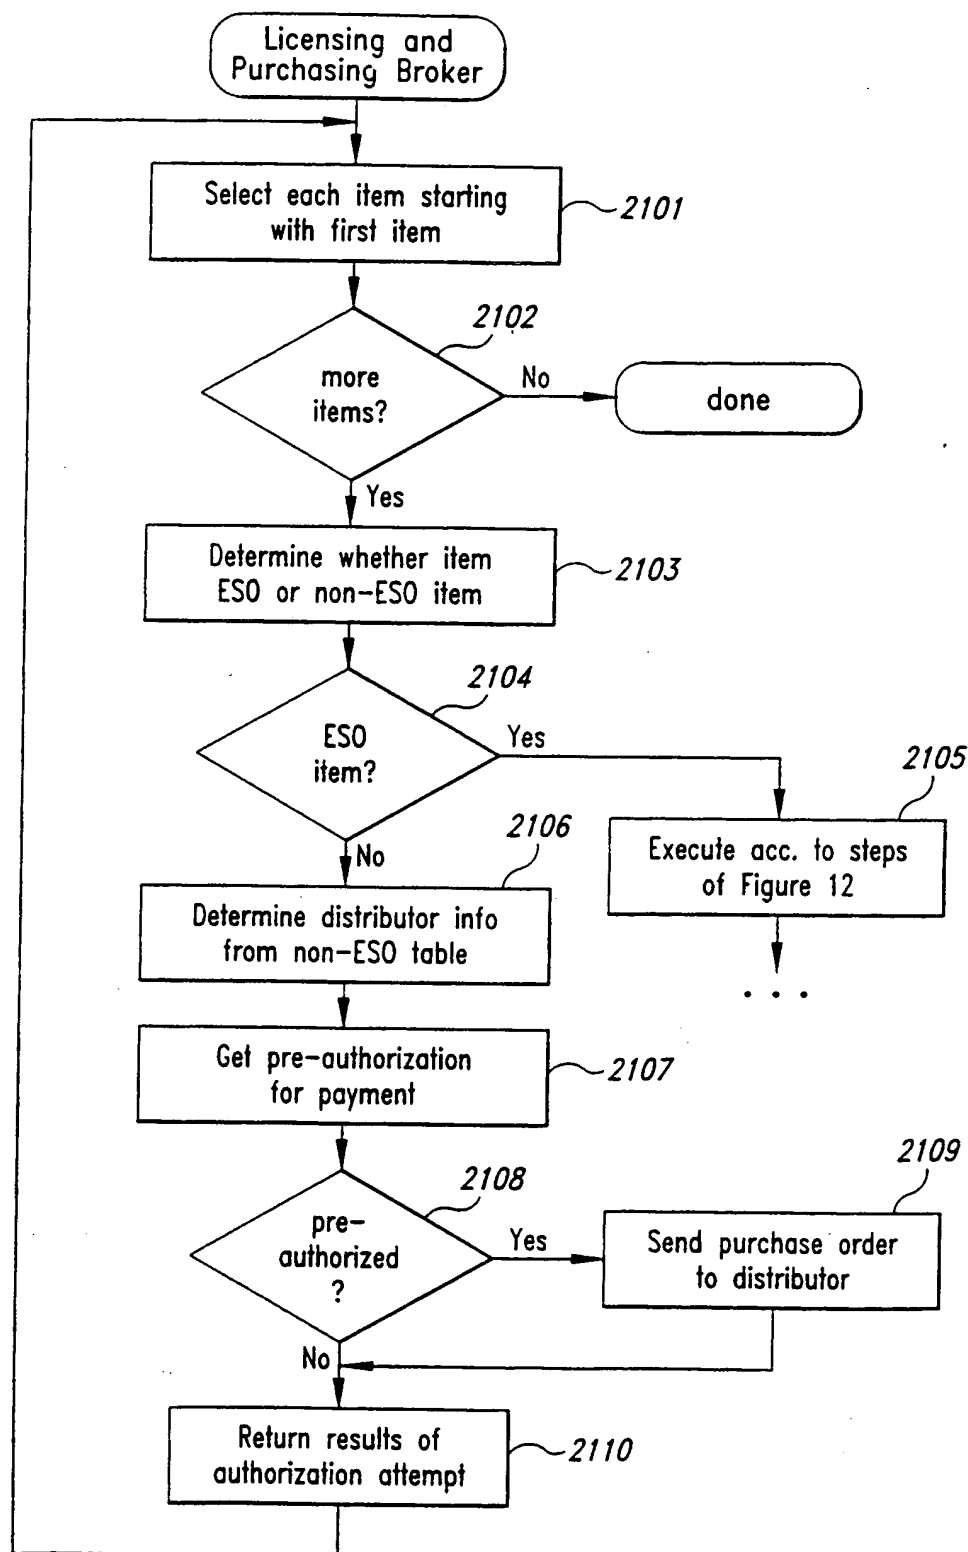 Licensing and
Purchasing Broker
Select each item starting
with first item
2101
2102
more
items?
No
done
Yes
Determine whether item
ESO or non-ESO item
2103
2104
ESO
item?
Yes
2105
Execute acc. to steps
of Figure 12
. . .
No
2106
Determine distributor info
from non-ESO table
Get pre-authorization
for payment
2107
2108
pre-
authorized
?
Yes
2109
Send purchase order
to distributor
No
Return results of
authorization attempt
2110